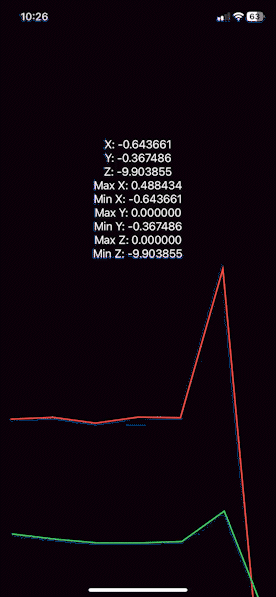 10:26
63
X: -0.643661
Y: -0.367486
Z: -9.903855
Max X: 0.488434
Min X: -0.643661
Max Y: 0.000000
Min Y: -0.367486
Max Z: 0.000000
Min Z: -9.903855